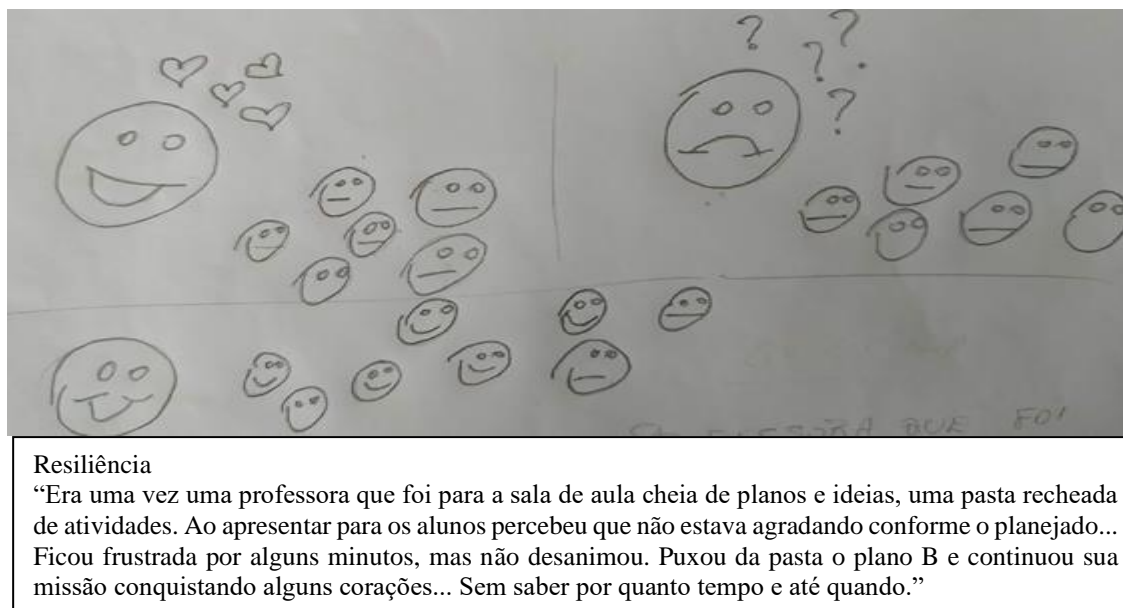 ?
?
?
?
QUE FOI
Resiliência
“Era uma vez uma professora que foi para a sala de aula cheia de planos e ideias, uma pasta recheada
de atividades. Ao apresentar para os alunos percebeu que não estava agradando conforme o planejado...
Ficou frustrada por alguns minutos, mas não desanimou. Puxou da pasta o plano B e continuou sua
missão conquistando alguns corações... Sem saber por quanto tempo e até quando.”